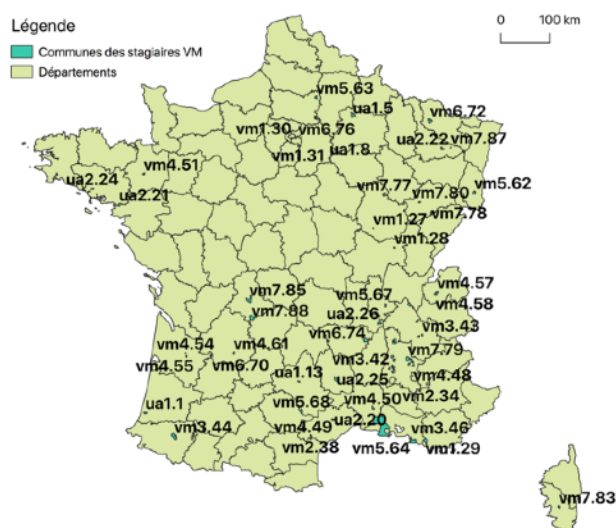 Légende
Communes des stagiaires VM
Départements
0 100 km
vm5.63
ua1.5
vm6.72
vm1.30
vm6.76
ua2.22
vm7.87
vm1.31
ua1.8
vm4.51
ua2.24
ua2.21
vm7.77
vm7.80
vm5.62
vm7.78
vm1.27
vm1.28
vm7.85
vm5.67
vm4.57
vm4.58
vm7.88
ua2.26
vm3.43
vm6.74
vm4.54
vm4.61
vm3.42
vm7.79
vm4.55
vm6.70
ua1.13
ua2.25
vm4.48
vm2.34
ua1.1
vm5.68
vm4.50
ua2.20
vm3.44
vm4.49
vm3.46
vm2.38
vm5.64
vm1.29
vm7.83